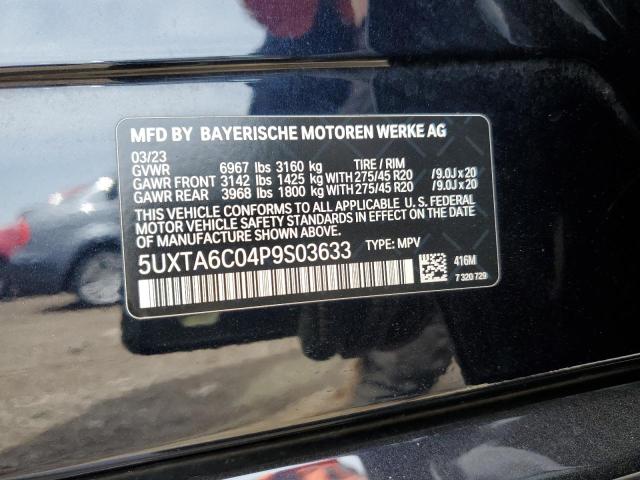 MFD BY BAYERISCHE MOTOREN WERKE AG
03/23
GVWR 6967 lbs 3160 kg TIRE / RIM
GAWR FRONT 3142 lbs 1425 kg WITH 275/45 R20 /9.0J x 20
GAWR REAR 3968 lbs 1800 kg WITH 275/45 R20 /9.0J x 20
THIS VEHICLE CONFORMS TO ALL APPLICABLE U. S. FEDERAL
MOTOR VEHICLE SAFETY STANDARDS IN EFFECT ON THE
DATE OF MANUFACTURE SHOWN ABOVE.
5UXTA6C04P9S03633 TYPE: MPV
416M
7 320 729